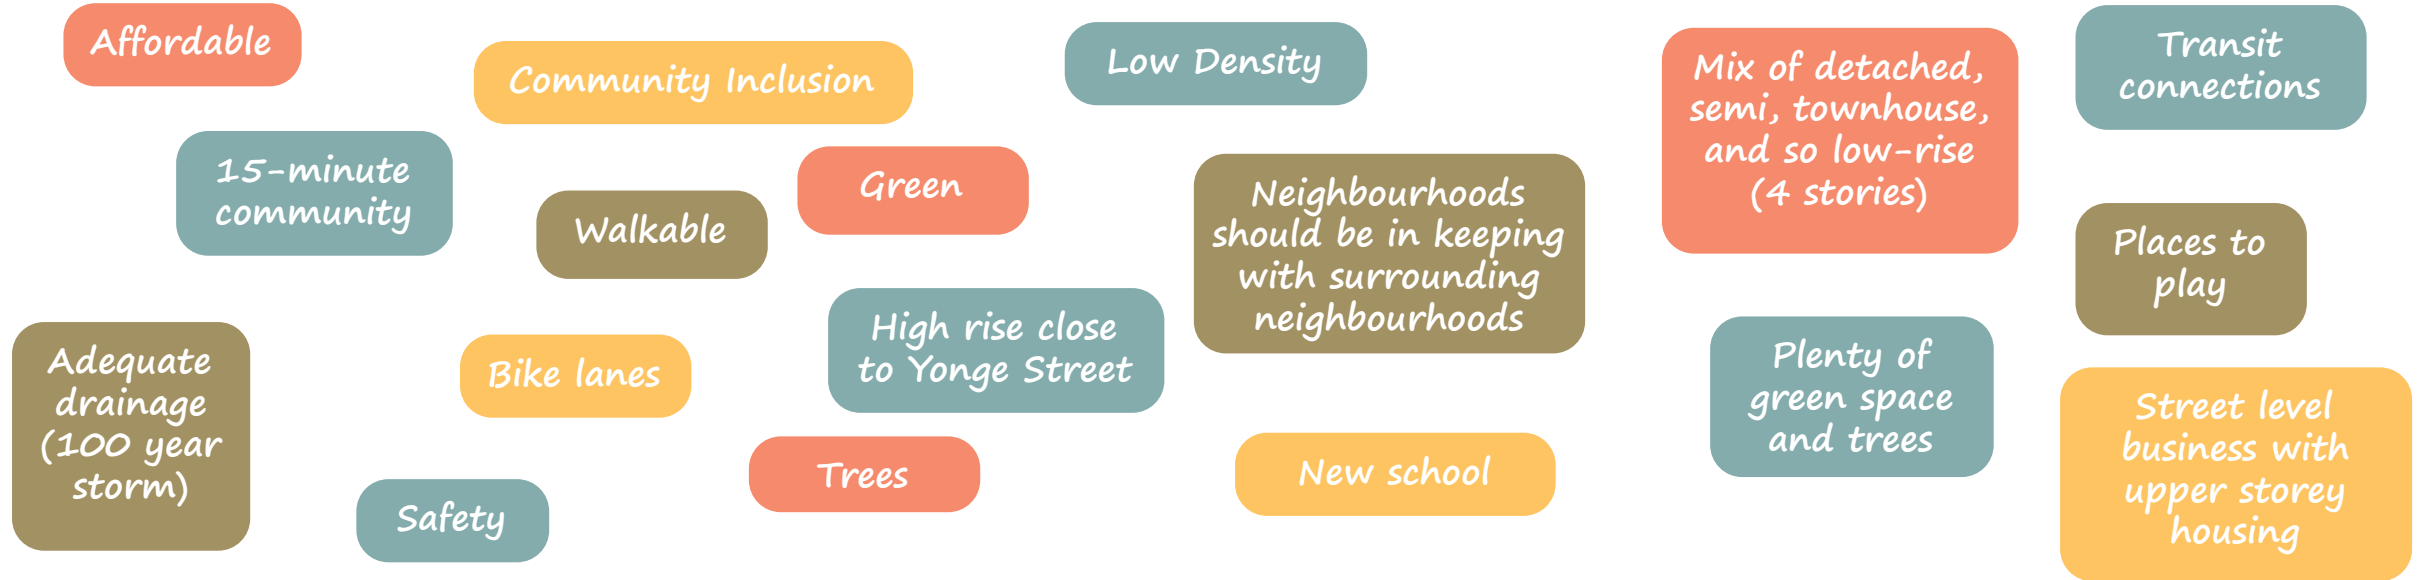 Affordable
Community Inclusion
Low Density
Mix of detached,
semi, townhouse,
and so low-rise
(4 stories)
Transit
connections
15-minute
community
Walkable
Green
Neighbourhoods
should be in keeping
with surrounding
neighbourhoods
Places to
play
Adequate
drainage
(100 year
storm)
Bike lanes
High rise close
to Yonge Street
Plenty of
green space
and trees
Street level
business with
upper storey
housing
Safety
Trees
New school